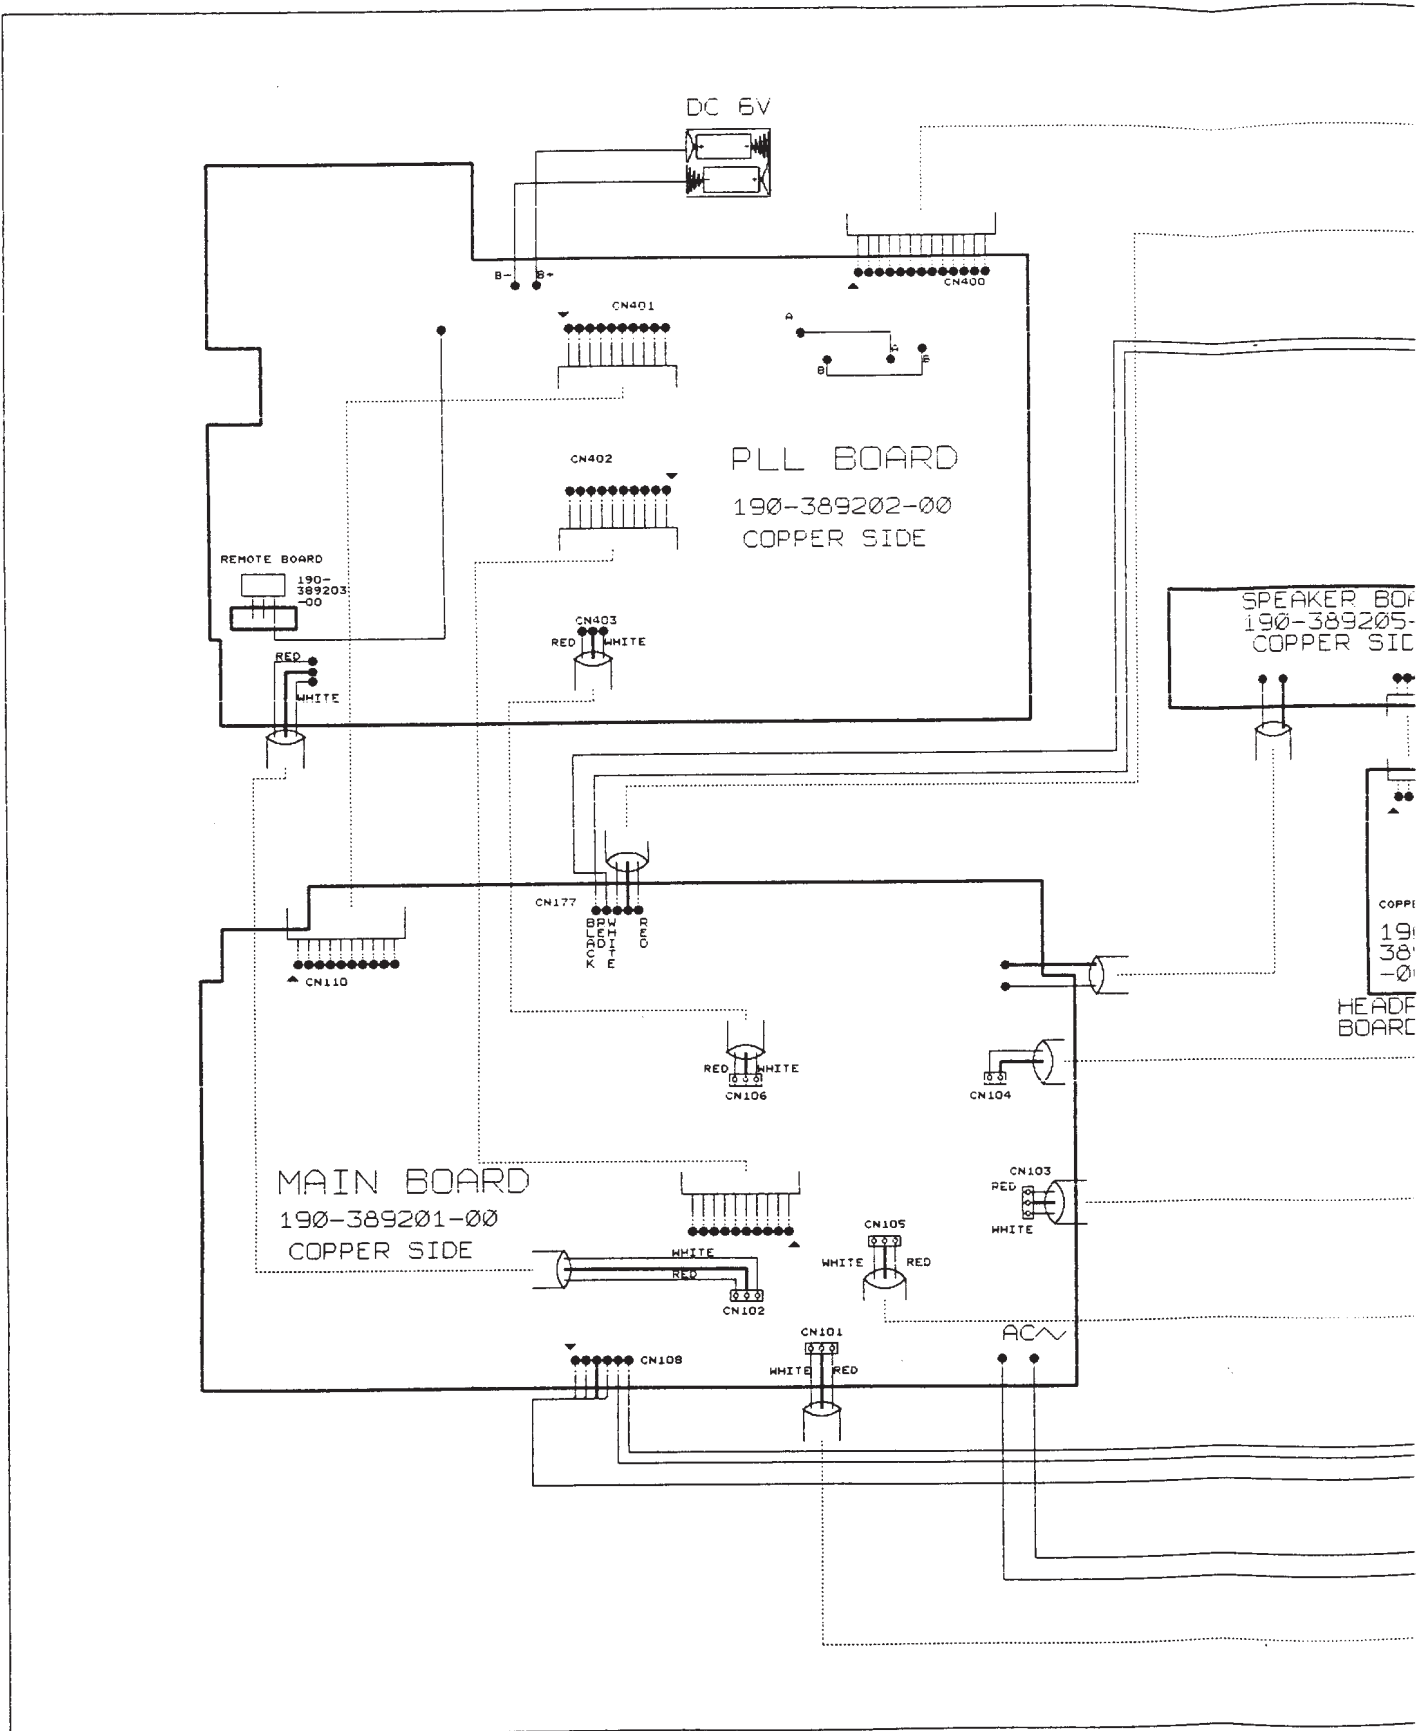 DC 6V
B-
B+
CN400
CN401
A
A
B
B
CN402
PLL BOARD
190-389202-00
COPPER SIDE
REMOTE BOARD
190-
389203
-00
CN403
RED
WHITE
RED
WHITE
SPEAKER BOA
190-389205-
COPPER SID
CN177
BLACK
RED
WHITE
RED
CN110
COPPE
190
389
-0
HEADP
BOARD
RED
WHITE
CN106
CN104
MAIN BOARD
190-389201-00
COPPER SIDE
CN103
RED
WHITE
CN105
WHITE
RED
WHITE
RED
CN102
CN101
WHITE
RED
AC
CN108